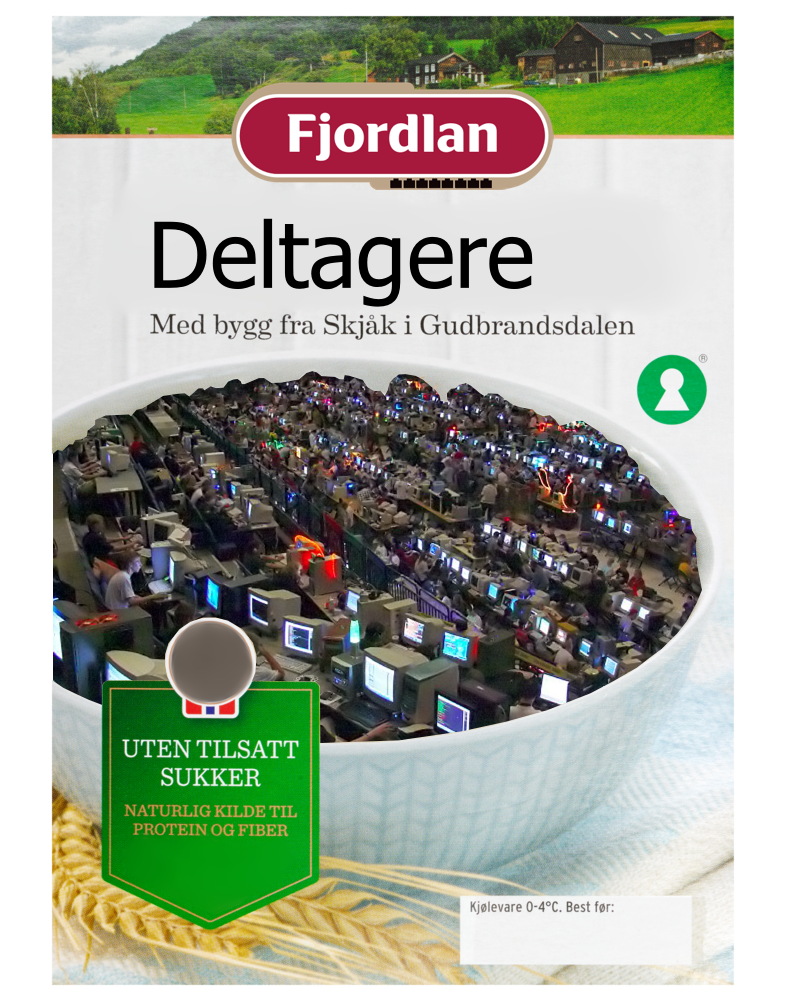 Fjordlan
Deltagere
Med bygg fra Skjåk i Gudbrandsdalen
®
UTEN TILSATT
SUKKER
NATURLIG KILDE TIL
PROTEIN OG FIBER
Kjølevare 0-4°C. Best før: